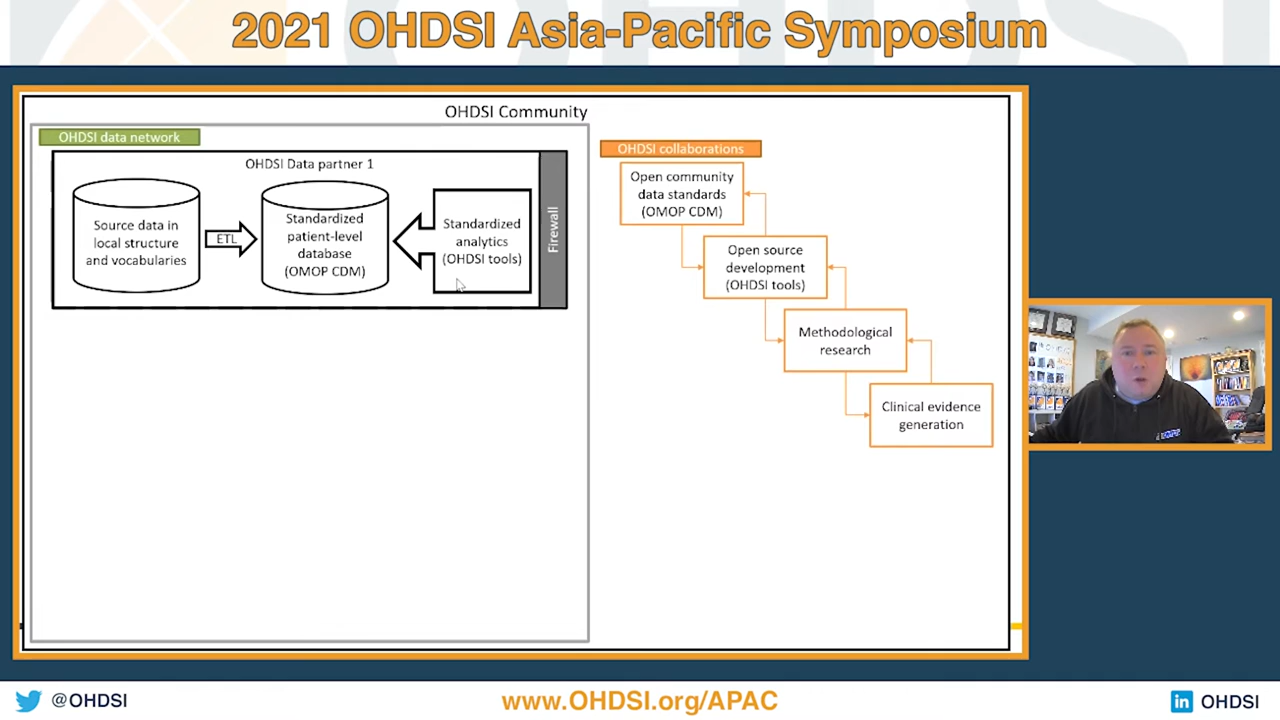 2021 OHDSI Asia-Pacific Symposium
OHDSI Community
OHDSI data network
OHDSI Data partner 1
Source data in
local structure
and vocabularies
ETL
Standardized
patient-level
database
(OMOP CDM)
Standardized
analytics
(OHDSI tools)
Firewall
OHDSI collaborations
Open community
data standards
(OMOP CDM)
Open source
development
(OHDSI tools)
Methodological
research
Clinical evidence
generation
@OHDSI
www.OHDSI.org/APAC
in OHDSI